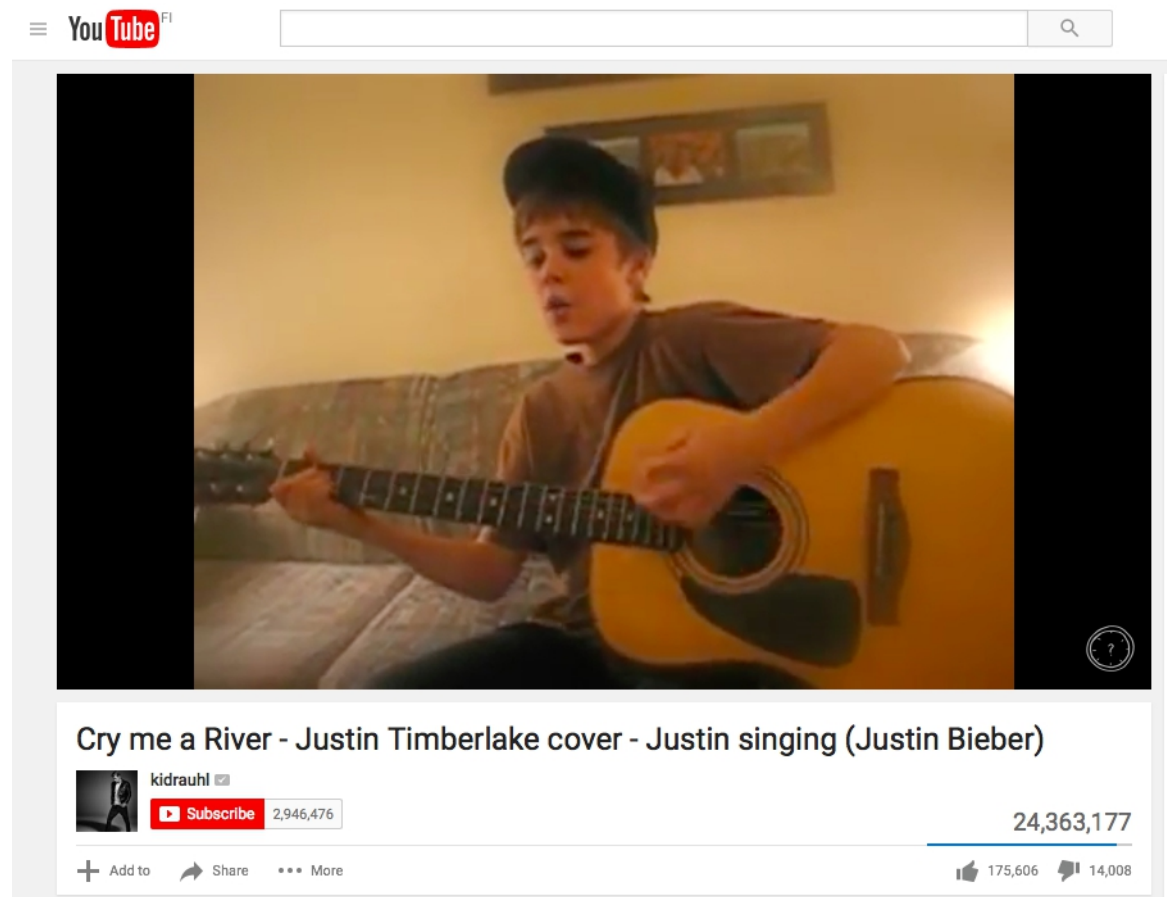 YouTube FI
?
Cry me a River - Justin Timberlake cover - Justin singing (Justin Bieber)
kidrauhl
Subscribe 2,946,476
24,363,177
Add to Share More 175,606 14,008